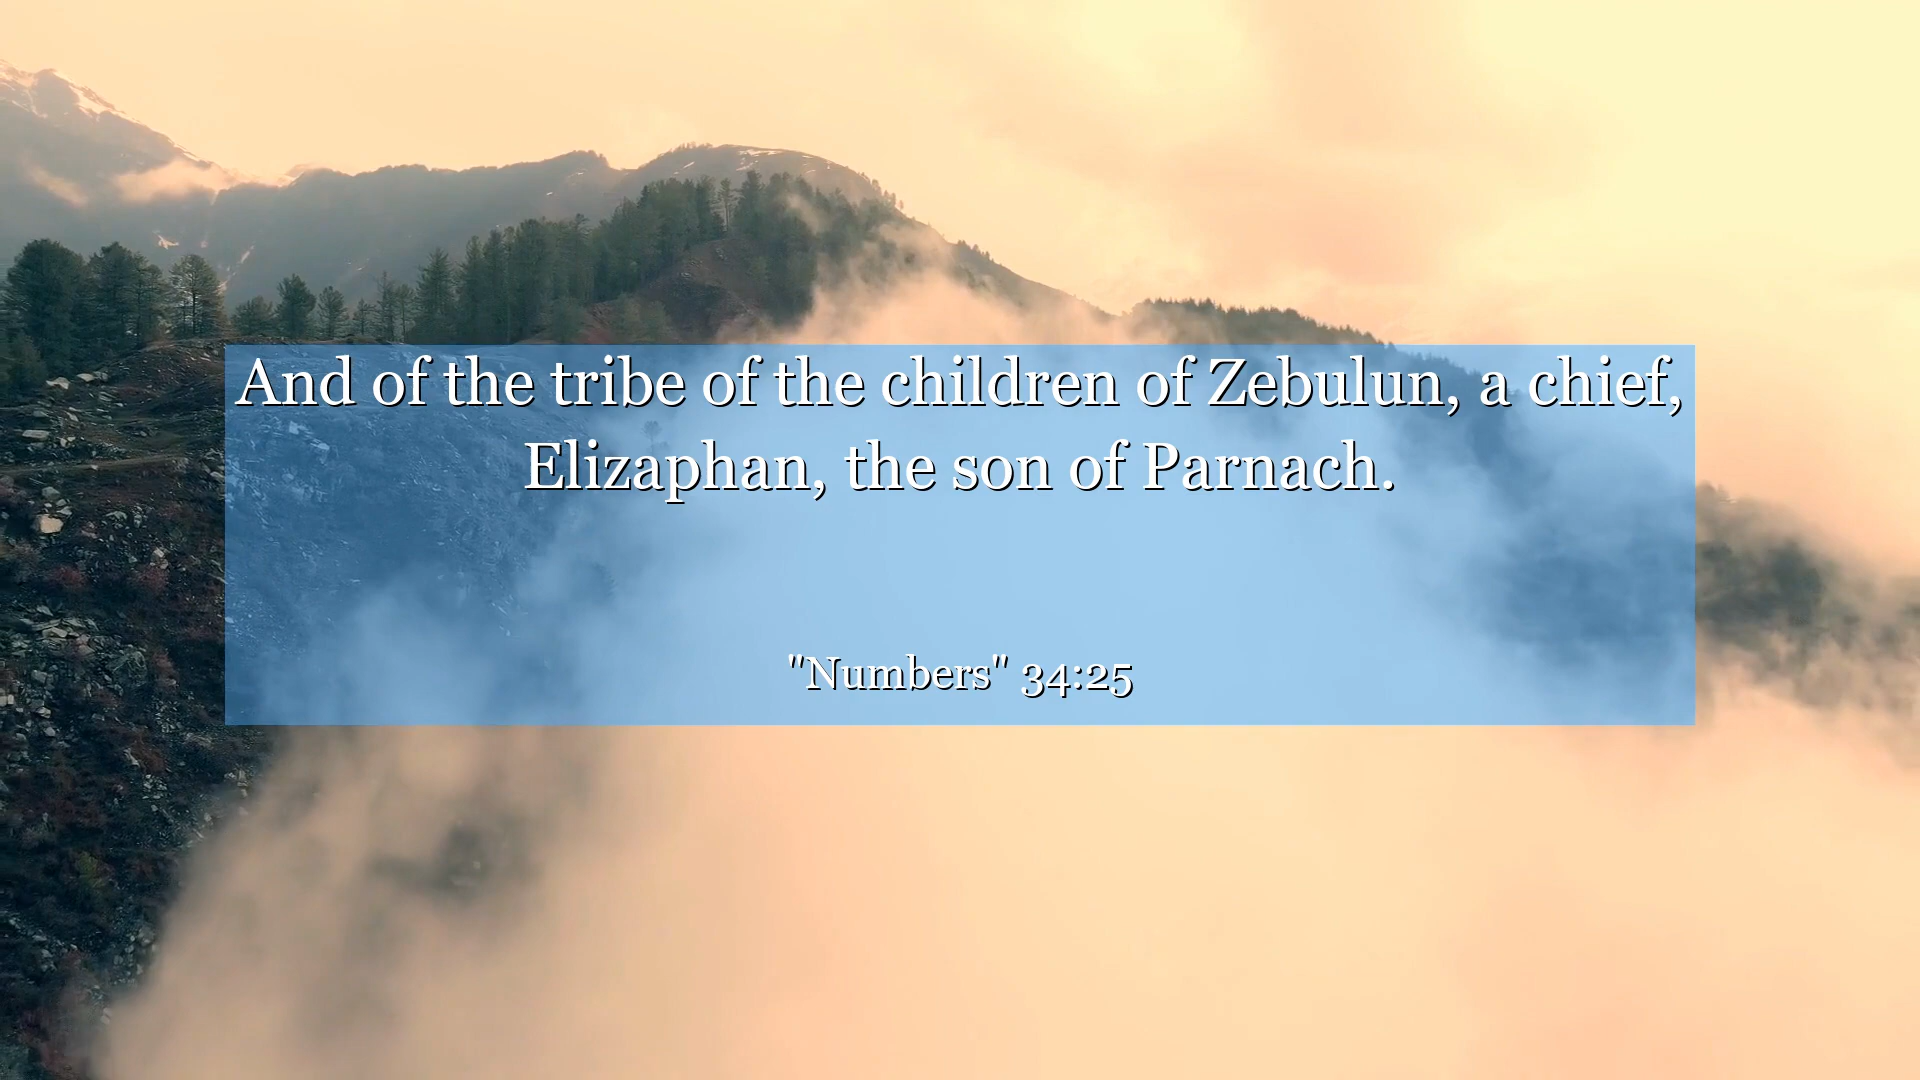 And of the tribe of the children of Zebulun, a chief,
Elizaphan, the son of Parnach.
"Numbers" 34:25